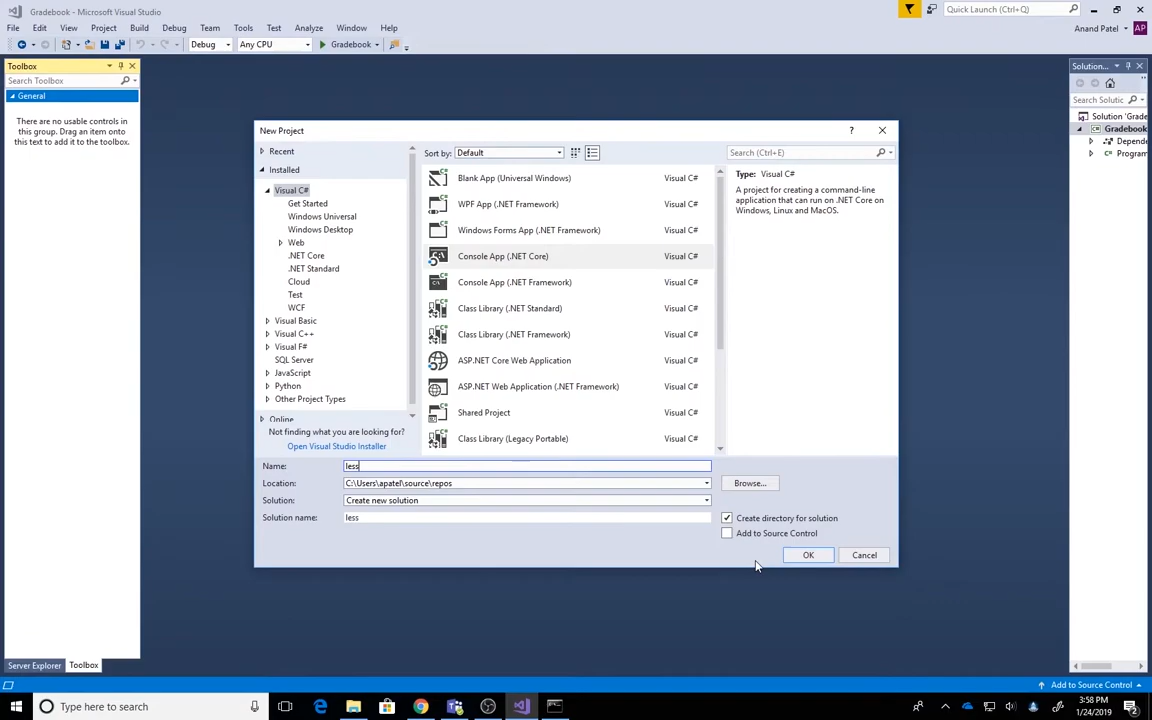 Gradebook - Microsoft Visual Studio
Quick Launch (Ctrl+Q)
File Edit View Project Build Debug Team Tools Test Analyze Window Help
Anand Patel AP
Debug Any CPU Gradebook
Toolbox
Search Toolbox
General
There are no usable controls in
this group. Drag an item onto
this text to add it to the toolbox.
Server Explorer Toolbox
New Project
?
Recent
Installed
Visual C#
Get Started
Windows Universal
Windows Desktop
Web
.NET Core
.NET Standard
Cloud
Test
WCF
Visual Basic
Visual C++
Visual F#
SQL Server
JavaScript
Python
Other Project Types
Online
Not finding what you are looking for?
Open Visual Studio Installer
Sort by: Default
Search (Ctrl+E)
Blank App (Universal Windows) Visual C#
WPF App (.NET Framework) Visual C#
Windows Forms App (.NET Framework) Visual C#
Console App (.NET Core) Visual C#
Console App (.NET Framework) Visual C#
Class Library (.NET Standard) Visual C#
Class Library (.NET Framework) Visual C#
ASP.NET Core Web Application Visual C#
ASP.NET Web Application (.NET Framework) Visual C#
Shared Project Visual C#
Class Library (Legacy Portable) Visual C#
Type: Visual C#
A project for creating a command-line
application that can run on .NET Core on
Windows, Linux and MacOS.
Name: less
Location: C:\Users\apatel\source\repos
Browse...
Solution: Create new solution
Solution name: less
Create directory for solution
Add to Source Control
OK Cancel
Solution...
Search Solutic
Solution 'Grade
Gradebook
Depende
Program
Add to Source Control
Type here to search
3:58 PM
1/24/2019
2